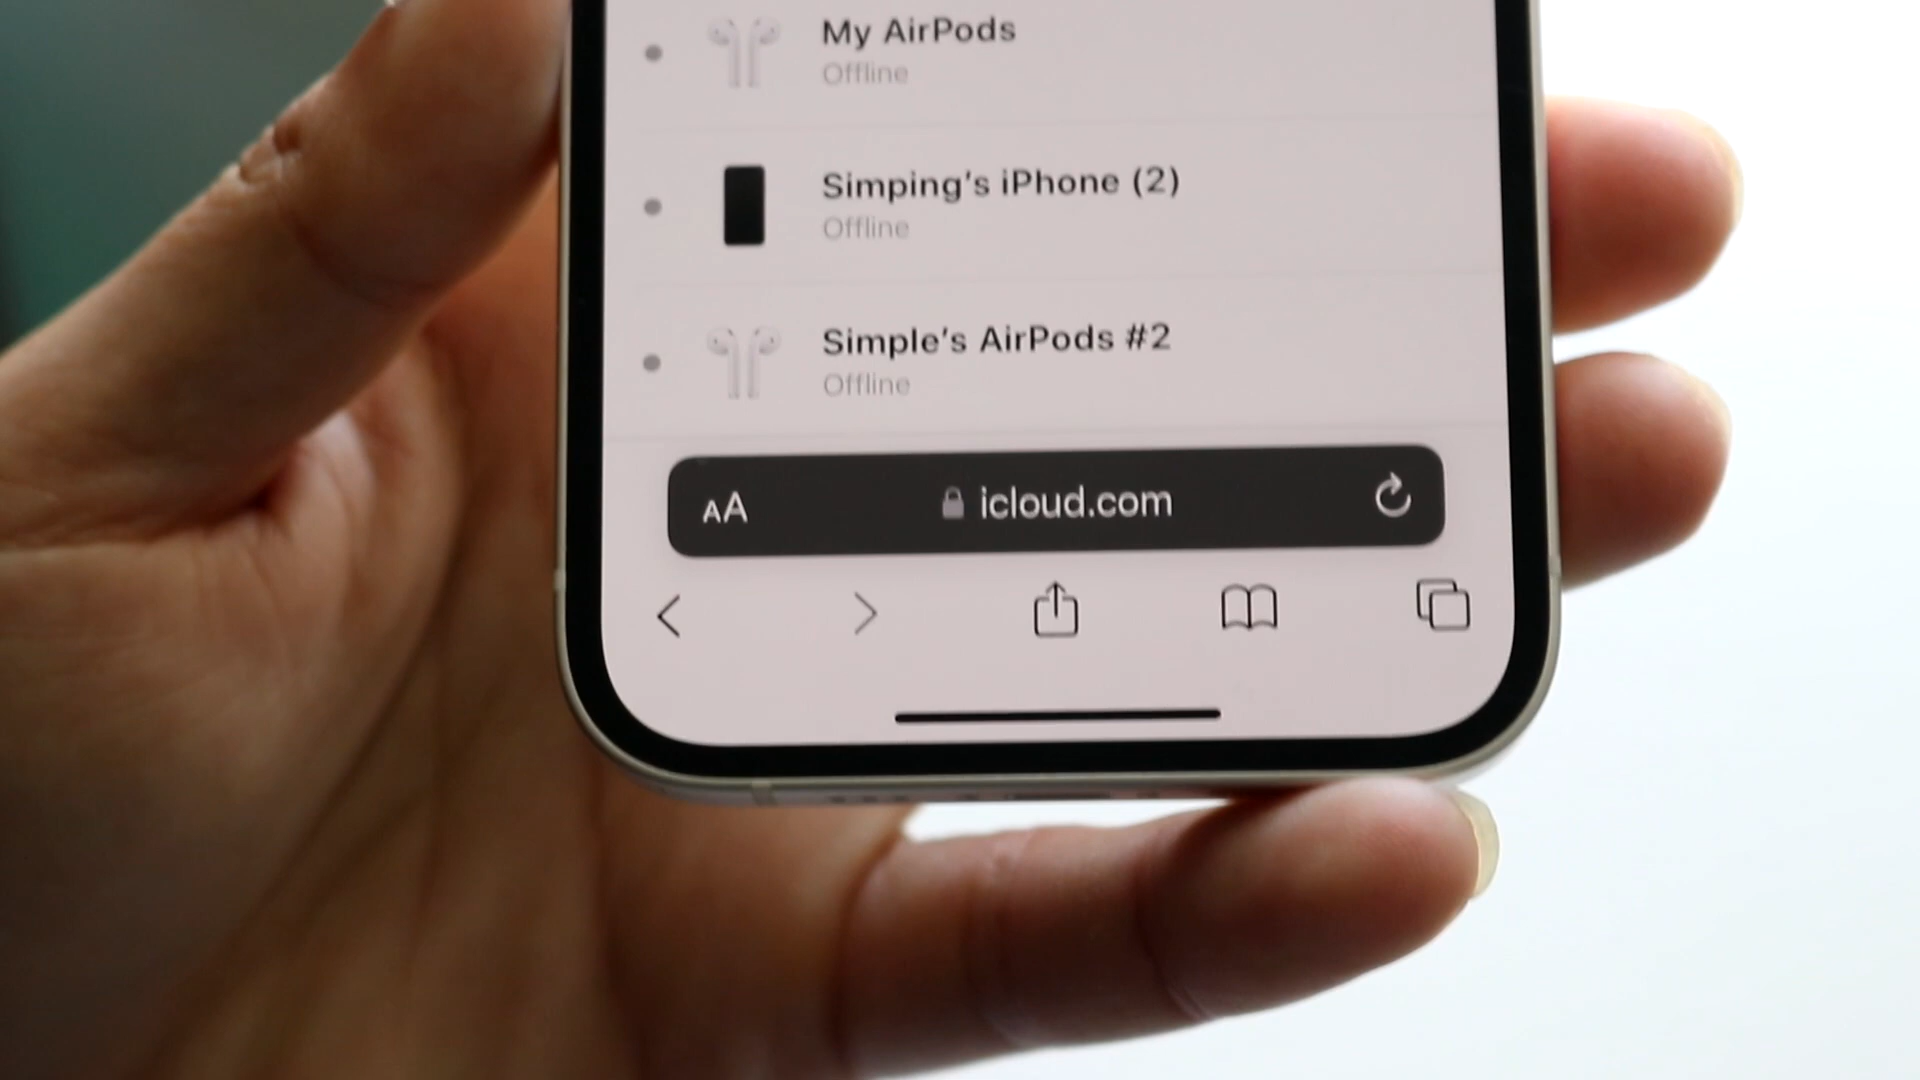 My AirPods
Offline
Simping's iPhone (2)
Offline
Simple's AirPods #2
Offline
AA icloud.com